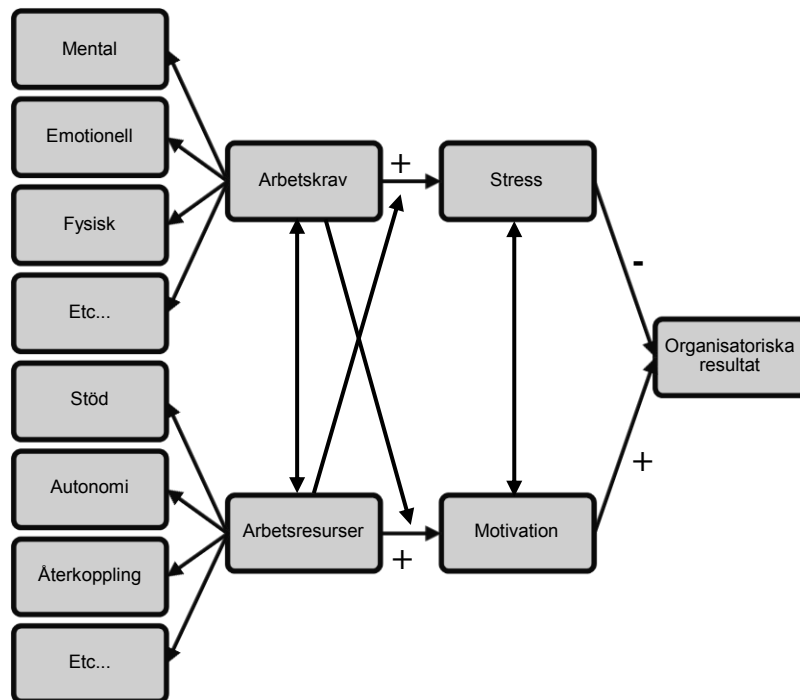 Mental
Emotionell
Fysisk
Etc...
Stöd
Autonomi
Återkoppling
Etc...
Arbetskrav
Arbetsresurser
+
+
Stress
Motivation
-
+
Organisatoriska
resultat